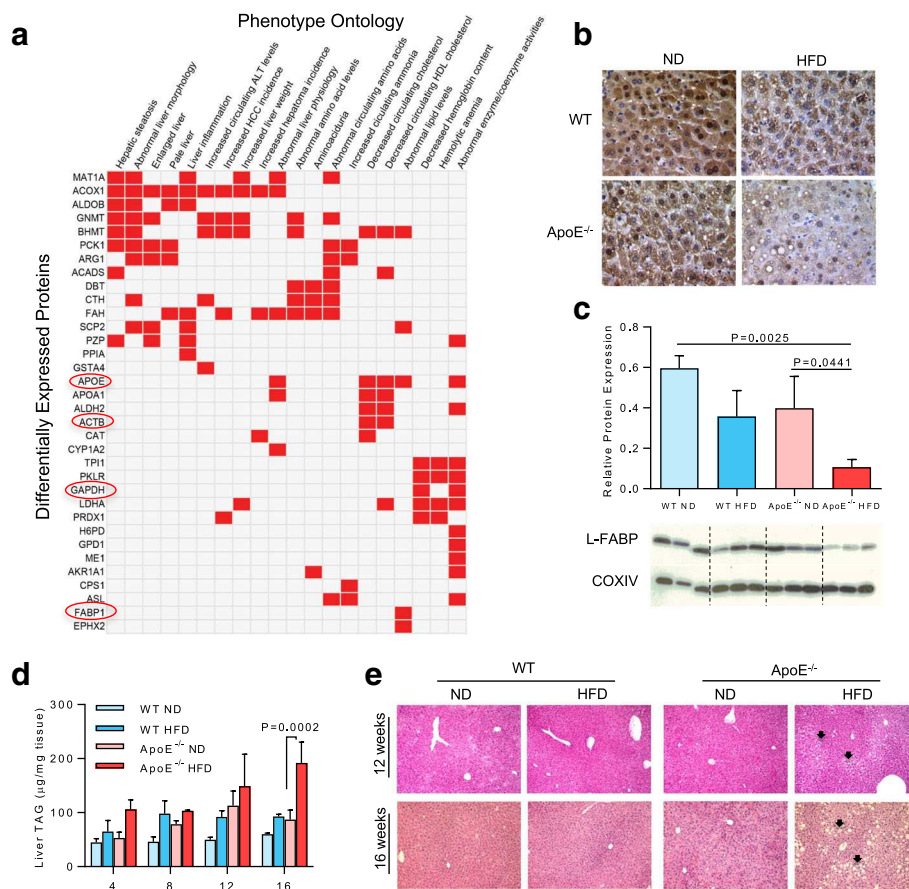 a
Phenotype Ontology
Hepatic steatosis
Abnormal liver morphology
Enlarged liver
Pale liver
Liver inflammation
Increased circulating ALT levels
Increased HCC incidence
Increased liver weight
Increased hepatoma incidence
Abnormal liver physiology
Abnormal amino acid levels
Aminoaciduria
Abnormal circulating amino acids
Increased circulating ammonia
Decreased circulating cholesterol
Decreased circulating HDL cholesterol
Abnormal lipid levels
Decreased hemoglobin content
Hemolytic anemia
Abnormal enzyme/coenzyme activities
Differentially Expressed Proteins
MAT1A
ACOX1
ALDOB
GNMT
BHMT
PCK1
ARG1
ACADS
DBT
CTH
FAH
SCP2
PZP
PPIA
GSTA4
APOE
APOA1
ALDH2
ACTB
CAT
CYP1A2
TPI1
PKLR
GAPDH
LDHA
PRDX1
H6PD
GPD1
ME1
AKR1A1
CPS1
ASL
FABP1
EPHX2
b
ND HFD
WT
ApoE-/-
c
Relative Protein Expression
0.8
0.6
0.4
0.2
0.0
P=0.0025
P=0.0441
WT ND WT HFD ApoE-/- ND ApoE-/- HFD
L-FABP
COXIV
d
Liver TAG (µg/mg tissue)
300
200
100
0
WT ND
WT HFD
ApoE-/- ND
ApoE-/- HFD
P=0.0002
4 8 12 16
e
WT ApoE-/-
ND HFD ND HFD
12 weeks
16 weeks